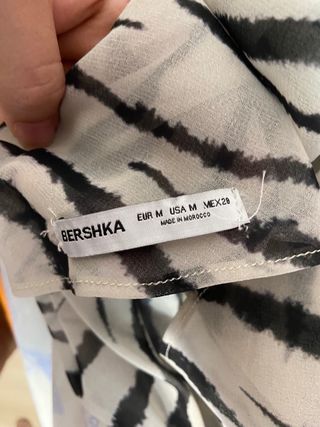 BERSHKA
EUR M USA M MEX28
MADE IN MOROCCO